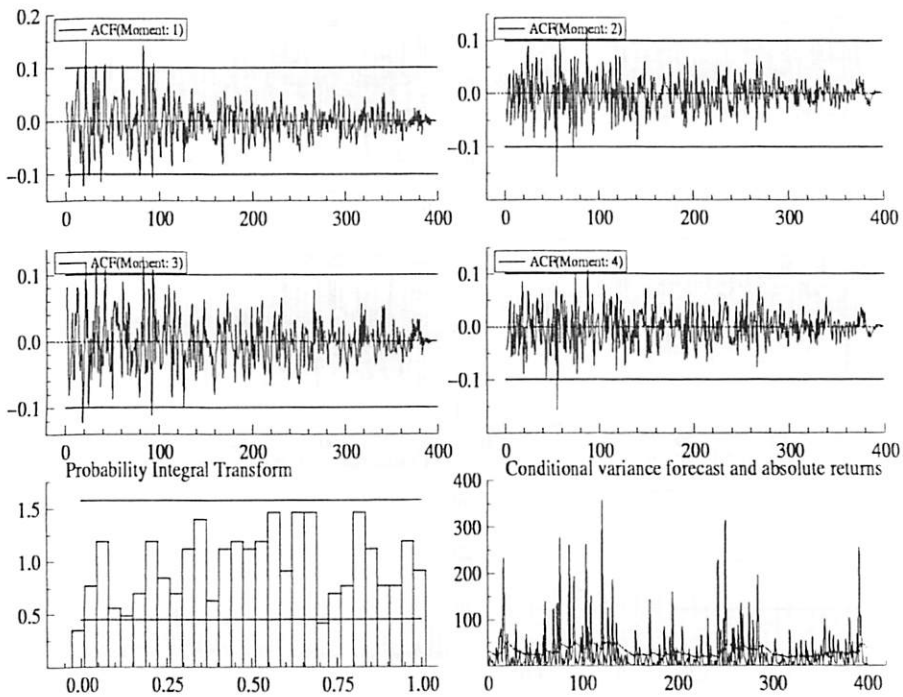 0.2
ACF(Moment: 1)
0.1
0.0
−0.1
0 100 200 300 400
0.1
ACF(Moment: 2)
0.0
−0.1
0 100 200 300 400
ACF(Moment: 3)
0.1
0.0
−0.1
0 100 200 300 400
0.1
ACF(Moment: 4)
0.0
−0.1
0 100 200 300 400
Probability Integral Transform
1.5
1.0
0.5
0.00 0.25 0.50 0.75 1.00
Conditional variance forecast and absolute returns
400
300
200
100
0 100 200 300 400